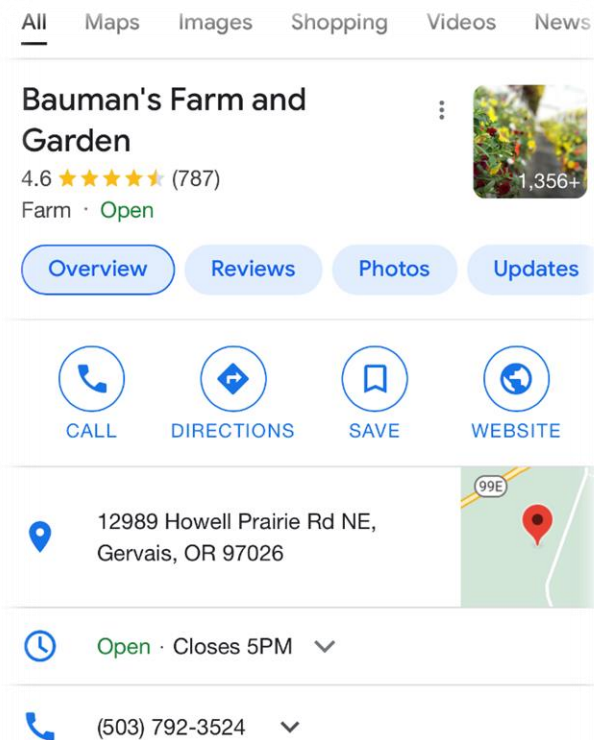 All Maps Images Shopping Videos News
Bauman's Farm and
Garden
4.6 (787)
1,356+
Farm · Open
Overview Reviews Photos Updates
CALL DIRECTIONS SAVE WEBSITE
99E
12989 Howell Prairie Rd NE,
Gervais, OR 97026
Open · Closes 5PM
(503) 792-3524